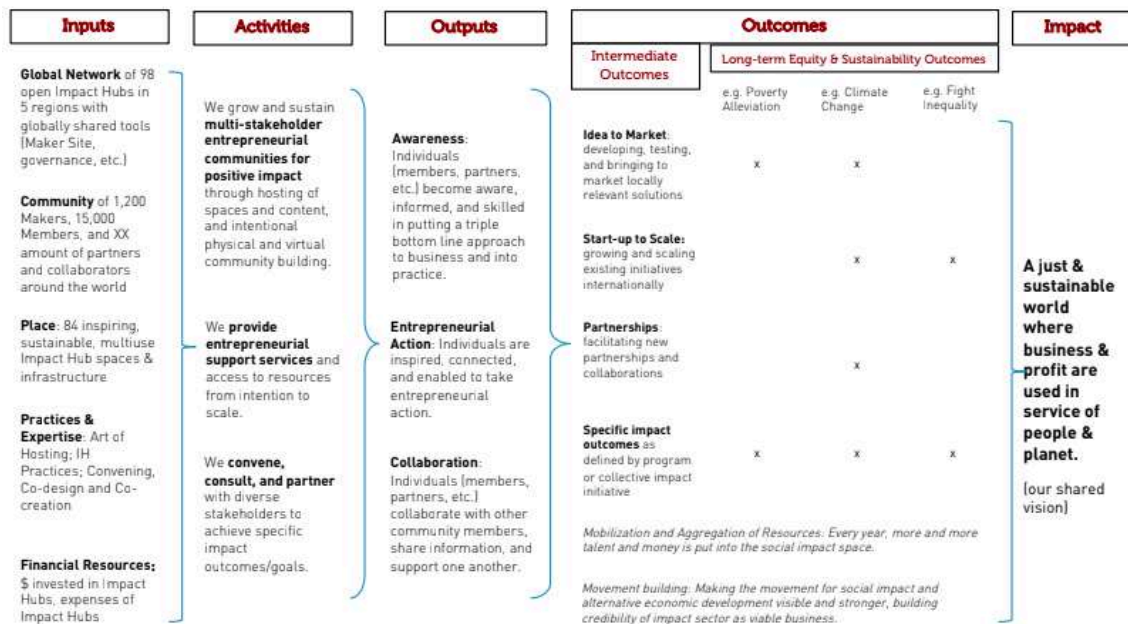 Inputs
Activities
Outputs
Outcomes
Impact
Intermediate
Outcomes
Long-term Equity & Sustainability Outcomes
e.g. Poverty
Alleviation
e.g. Climate
Change
e.g. Fight
Inequality
Global Network of 98
open Impact Hubs in
5 regions with
globally shared tools
(Maker Site,
governance, etc.)
Community of 1,200
Makers, 15,000
Members, and XX
amount of partners
and collaborators
around the world
Place: 84 inspiring,
sustainable, multiuse
Impact Hub spaces &
infrastructure
Practices &
Expertise: Art of
Hosting; IH
Practices; Convening,
Co-design and Co-
creation
Financial Resources:
$ invested in Impact
Hubs, expenses of
Impact Hubs
We grow and sustain
multi-stakeholder
entrepreneurial
communities for
positive impact
through hosting of
spaces and content,
and intentional
physical and virtual
community building.
We provide
entrepreneurial
support services and
access to resources
from intention to
scale.
We convene,
consult, and partner
with diverse
stakeholders to
achieve specific
impact
outcomes/goals.
Awareness:
Individuals
(members, partners,
etc.) become aware,
informed, and skilled
in putting a triple
bottom line approach
to business and into
practice.
Entrepreneurial
Action: Individuals are
inspired, connected,
and enabled to take
entrepreneurial
action.
Collaboration:
Individuals (members,
partners, etc.)
collaborate with other
community members,
share information, and
support one another.
Idea to Market:
developing, testing,
and bringing to
market locally
relevant solutions
x x
Start-up to Scale:
growing and scaling
existing initiatives
internationally
x x
Partnerships:
facilitating new
partnerships and
collaborations
x
Specific impact
outcomes as
defined by program
or collective impact
initiative
x x x
Mobilization and Aggregation of Resources: Every year, more and more
talent and money is put into the social impact space.
Movement building: Making the movement for social impact and
alternative economic development visible and stronger, building
credibility of impact sector as viable business.
A just &
sustainable
world
where
business &
profit are
used in
service of
people &
planet.
(our shared
vision)